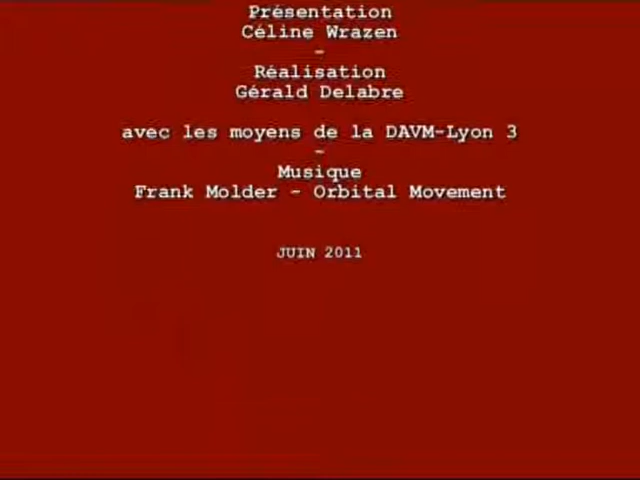 Présentation
Céline Wrazen
-
Réalisation
Gérald Delabre
avec les moyens de la DAVM-Lyon 3
-
Musique
Frank Molder - Orbital Movement
JUIN 2011